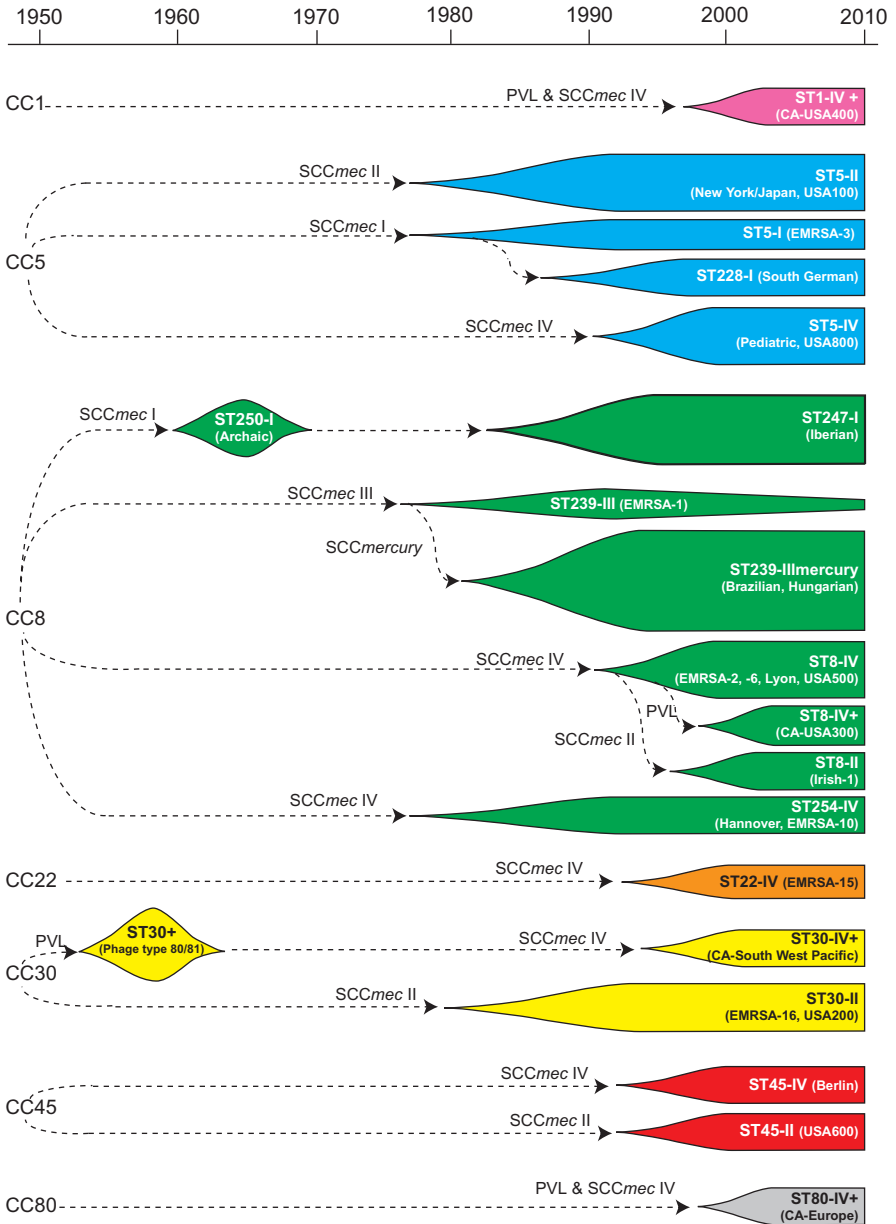 1950 1960 1970 1980 1990 2000 2010
CC1
PVL & SCCmec IV
ST1-IV +
(CA-USA400)
SCCmec II
ST5-II
(New York/Japan, USA100)
SCCmec I
ST5-I (EMRSA-3)
CC5
ST228-I (South German)
SCCmec IV
ST5-IV
(Pediatric, USA800)
SCCmec I
ST250-I
(Archaic)
ST247-I
(Iberian)
SCCmec III
ST239-III (EMRSA-1)
SCCmercury
ST239-IIImercury
(Brazilian, Hungarian)
CC8
SCCmec IV
ST8-IV
(EMRSA-2, -6, Lyon, USA500)
PVL
ST8-IV+
(CA-USA300)
SCCmec II
ST8-II
(Irish-1)
SCCmec IV
ST254-IV
(Hannover, EMRSA-10)
CC22
SCCmec IV
ST22-IV (EMRSA-15)
PVL
ST30+
(Phage type 80/81)
SCCmec IV
ST30-IV+
(CA-South West Pacific)
CC30
SCCmec II
ST30-II
(EMRSA-16, USA200)
SCCmec IV
ST45-IV (Berlin)
CC45
SCCmec II
ST45-II (USA600)
PVL & SCCmec IV
CC80
ST80-IV+
(CA-Europe)